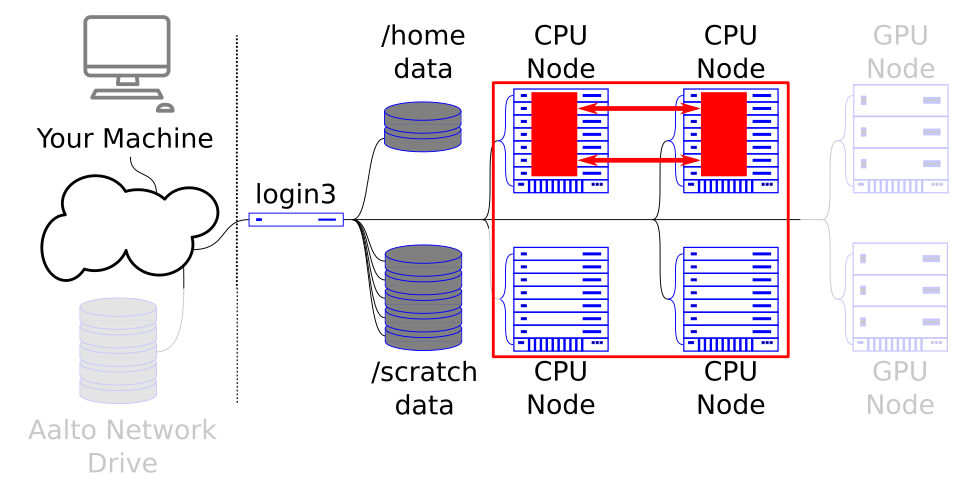 /home
data
CPU
Node
CPU
Node
GPU
Node
Your Machine
login3
/scratch
data
CPU
Node
CPU
Node
GPU
Node
Aalto Network
Drive